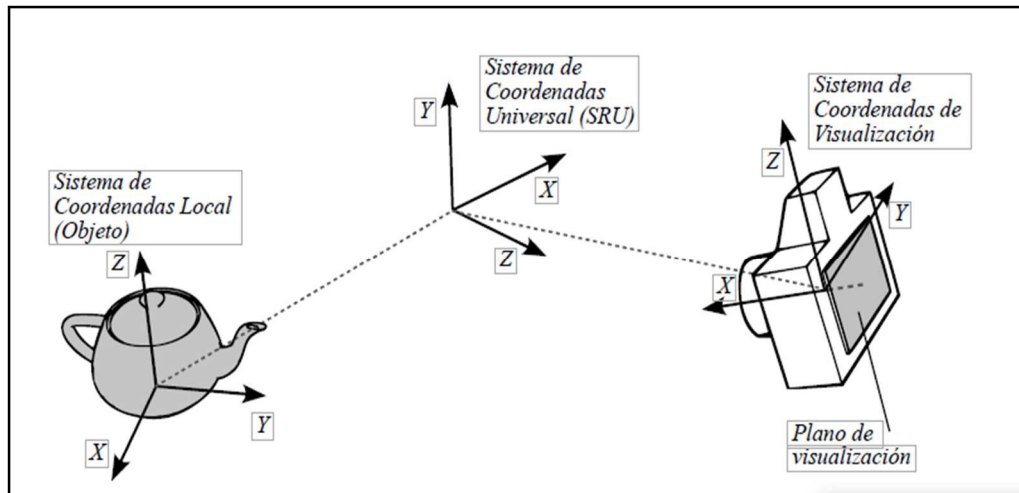 Sistema de
Coordenadas
Universal (SRU)
Y
X
Z
Sistema de
Coordenadas de
Visualización
Z
Y
X
Sistema de
Coordenadas Local
(Objeto)
Z
Y
X
Plano de
visualización